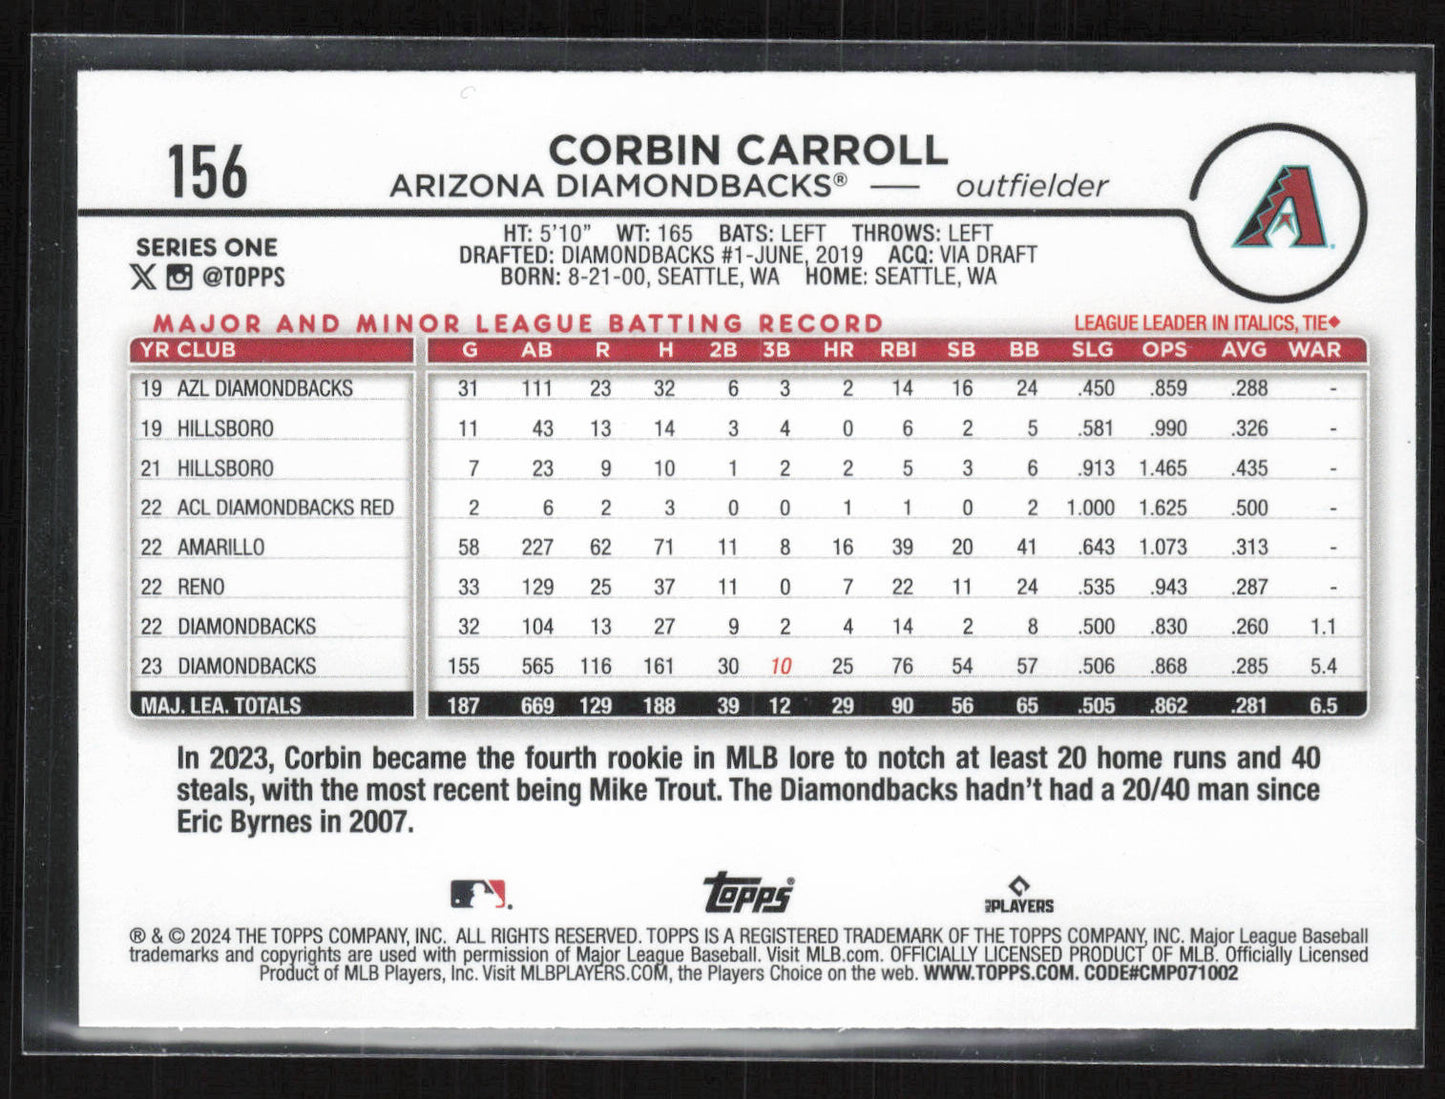 156
CORBIN CARROLL
ARIZONA DIAMONDBACKS® — outfielder
SERIES ONE
@TOPPS
HT: 5'10" WT: 165 BATS: LEFT THROWS: LEFT
DRAFTED: DIAMONDBACKS #1-JUNE, 2019 ACQ: VIA DRAFT
BORN: 8-21-00, SEATTLE, WA HOME: SEATTLE, WA
MAJOR AND MINOR LEAGUE BATTING RECORD LEAGUE LEADER IN ITALICS, TIE♦
YR CLUB G AB R H 2B 3B HR RBI SB BB SLG OPS AVG WAR
19 AZL DIAMONDBACKS 31 111 23 32 6 3 2 14 16 24 .450 .859 .288 -
19 HILLSBORO 11 43 13 14 3 4 0 6 2 5 .581 .990 .326 -
21 HILLSBORO 7 23 9 10 1 2 2 5 3 6 .913 1.465 .435 -
22 ACL DIAMONDBACKS RED 2 6 2 3 0 0 1 1 0 2 1.000 1.625 .500 -
22 AMARILLO 58 227 62 71 11 8 16 39 20 41 .643 1.073 .313 -
22 RENO 33 129 25 37 11 0 7 22 11 24 .535 .943 .287 -
22 DIAMONDBACKS 32 104 13 27 9 2 4 14 2 8 .500 .830 .260 1.1
23 DIAMONDBACKS 155 565 116 161 30 10 25 76 54 57 .506 .868 .285 5.4
MAJ. LEA. TOTALS 187 669 129 188 39 12 29 90 56 65 .505 .862 .281 6.5
In 2023, Corbin became the fourth rookie in MLB lore to notch at least 20 home runs and 40
steals, with the most recent being Mike Trout. The Diamondbacks hadn't had a 20/40 man since
Eric Byrnes in 2007.
Topps®
MLB PLAYERS
® & © 2024 THE TOPPS COMPANY, INC. ALL RIGHTS RESERVED. TOPPS IS A REGISTERED TRADEMARK OF THE TOPPS COMPANY, INC. Major League Baseball
trademarks and copyrights are used with permission of Major League Baseball. Visit MLB.com. OFFICIALLY LICENSED PRODUCT OF MLB. Officially Licensed
Product of MLB Players, Inc. Visit MLBPLAYERS.COM, the Players Choice on the web. WWW.TOPPS.COM. CODE#CMP071002